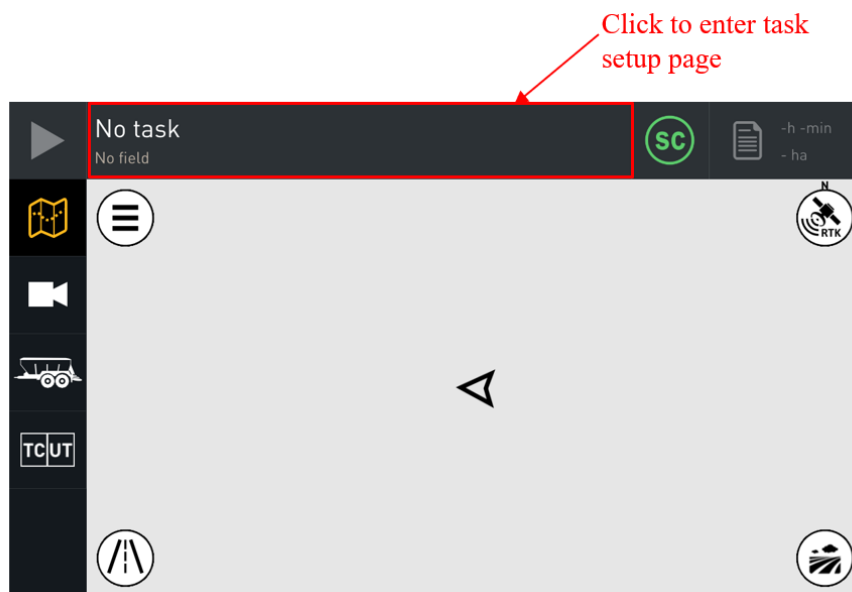 Click to enter task
setup page
No task
No field
SC
-h -min
- ha
N
RTK
TC UT